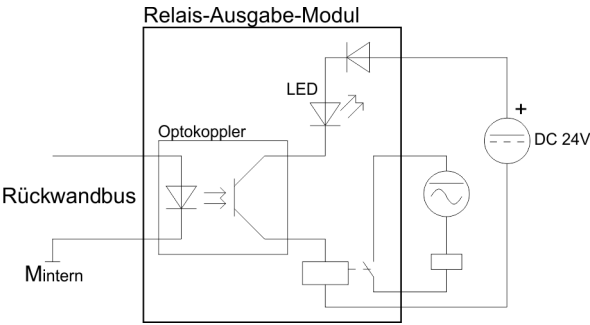 Relais-Ausgabe-Modul
LED
+
DC 24V
Optokoppler
Rückwandbus
Mintern